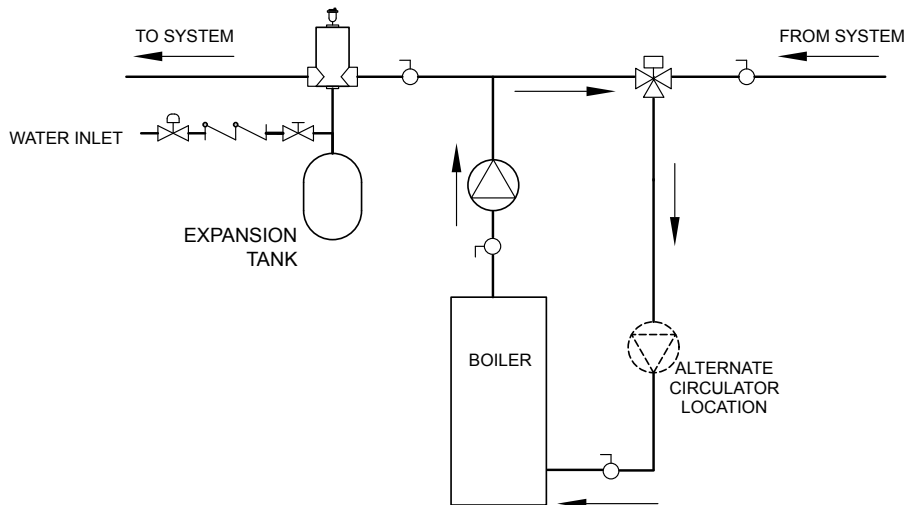 TO SYSTEM
FROM SYSTEM
WATER INLET
EXPANSION
TANK
BOILER
ALTERNATE
CIRCULATOR
LOCATION